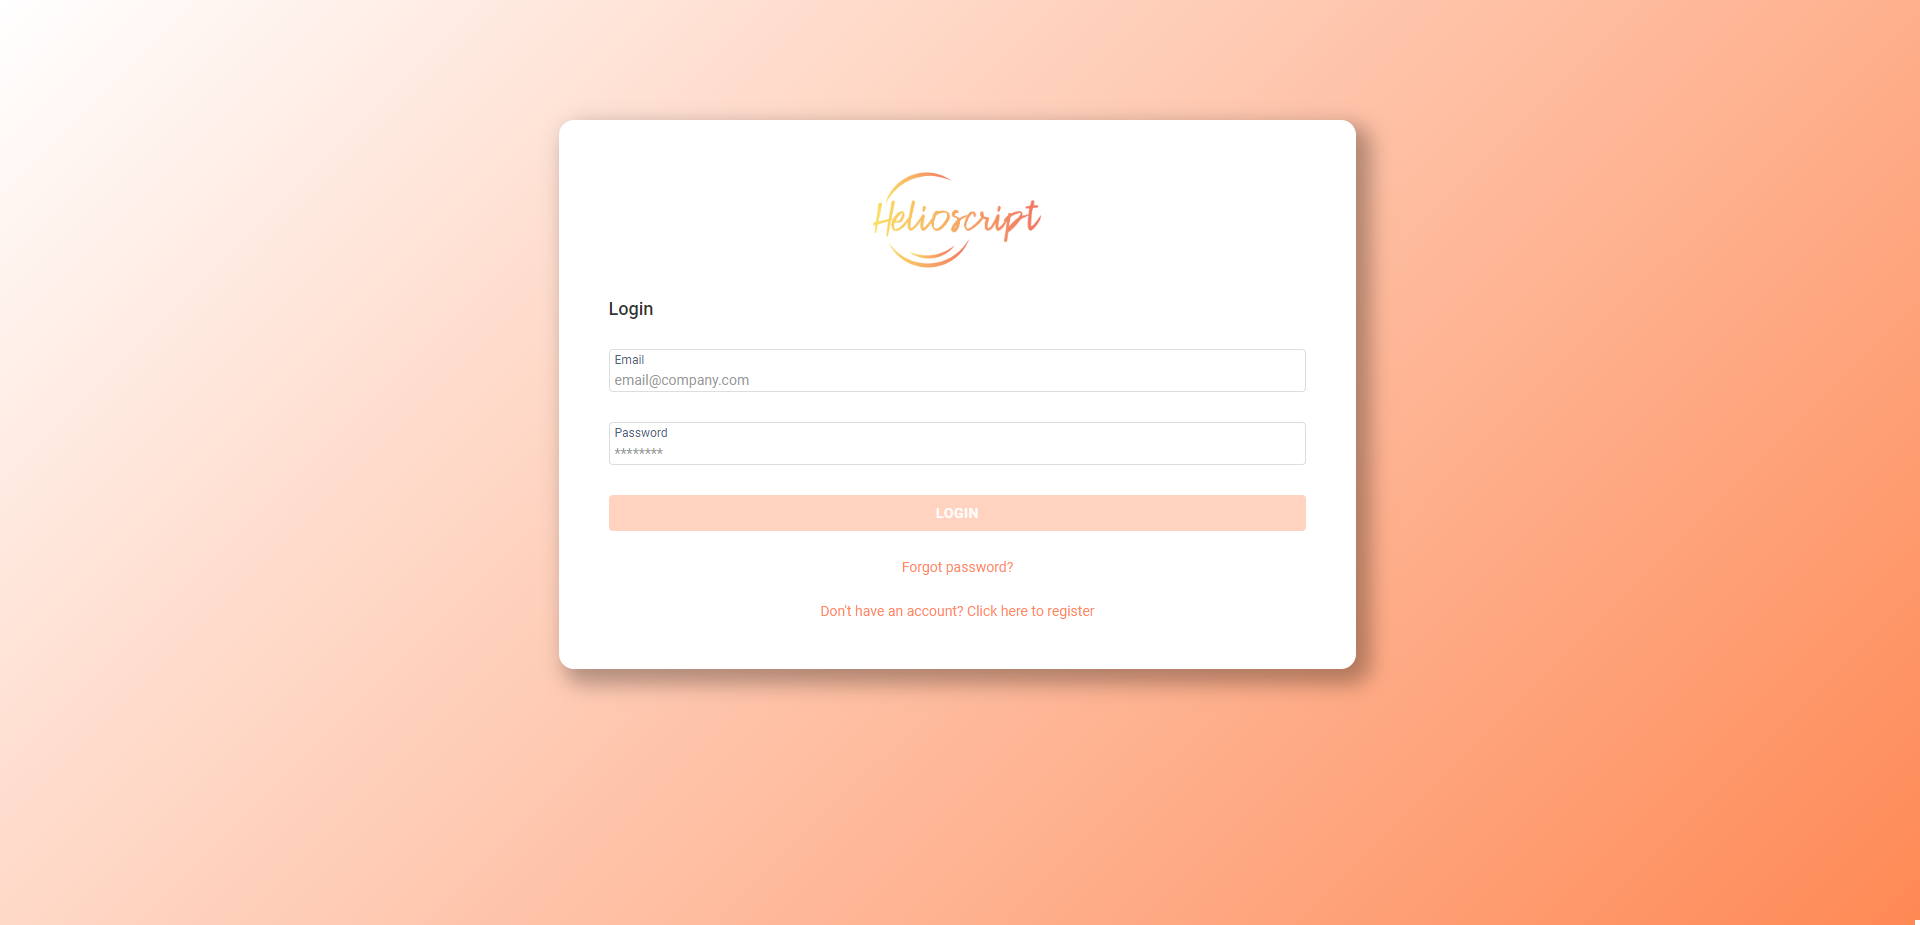 Helioscript
Login
Email
email@company.com
Password
********
LOGIN
Forgot password?
Don't have an account? Click here to register